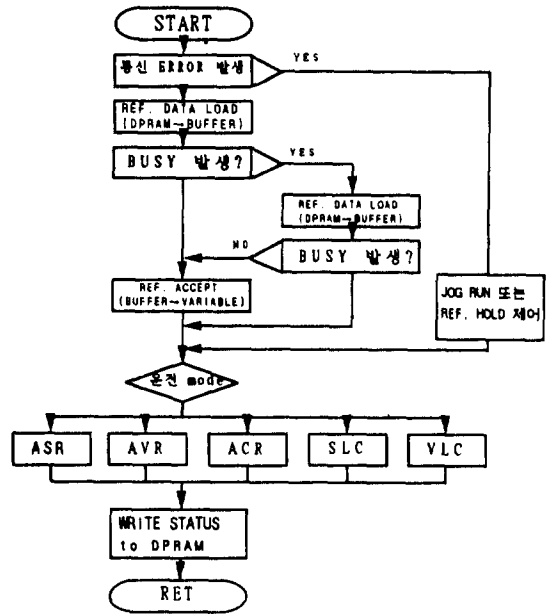 START
통신 ERROR 발생
YES
REF. DATA LOAD
(DPRAM→BUFFER)
BUSY 발생?
YES
REF. DATA LOAD
(DPRAM→BUFFER)
NO
BUSY 발생?
REF. ACCEPT
(BUFFER→VARIABLE)
JOG RUN 또는
REF. HOLD 제어
운전 mode
ASR
AVR
ACR
SLC
VLC
WRITE STATUS
to DPRAM
RET